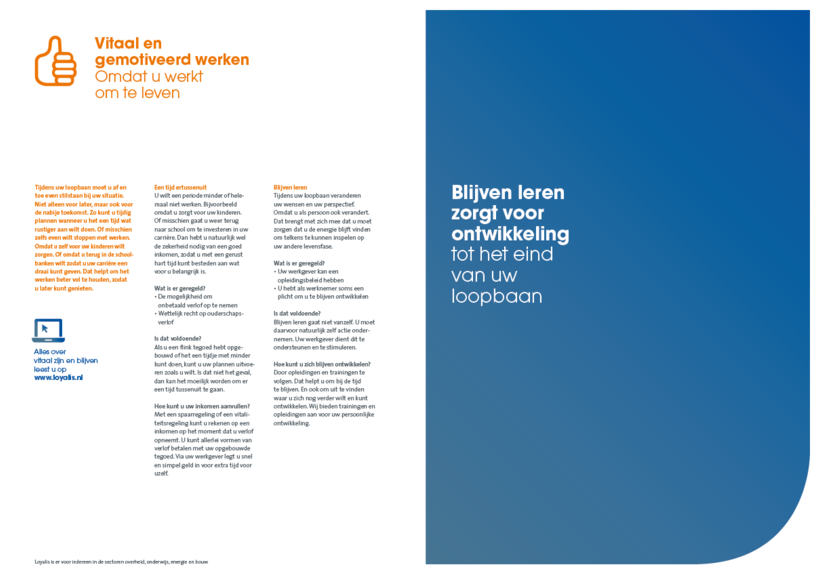 Vitaal en
gemotiveerd werken
Omdat u werkt
om te leven
Tijdens uw loopbaan moet u af en
toe even stilstaan bij uw situatie.
Niet alleen voor later, maar ook voor
de nabije toekomst. Zo kunt u tijdig
plannen wanneer u het een tijd wat
rustiger aan wilt doen. Of misschien
zelfs even wilt stoppen met werken.
Omdat u zelf voor uw kinderen wilt
zorgen. Of omdat u terug in de school-
banken wilt zodat u uw carrière een
draai kunt geven. Dat helpt om het
werken beter vol te houden, zodat
u later kunt genieten.
Alles over
vitaal zijn en blijven
leest u op
www.loyalis.nl
Een tijd ertussenuit
U wilt een periode minder of hele-
maal niet werken. Bijvoorbeeld
omdat u zorgt voor uw kinderen.
Of misschien gaat u weer terug
naar school om te investeren in uw
carrière. Dan hebt u natuurlijk wel
de zekerheid nodig van een goed
inkomen, zodat u met een gerust
hart tijd kunt besteden aan wat
voor u belangrijk is.
Wat is er geregeld?
• De mogelijkheid om
onbetaald verlof op te nemen
• Wettelijk recht op ouderschaps-
verlof
Is dat voldoende?
Als u een flink tegoed hebt opge-
bouwd of het een tijdje met minder
kunt doen, kunt u uw plannen uitvoe-
ren zoals u wilt. Is dat niet het geval,
dan kan het moeilijk worden om er
een tijd tussenuit te gaan.
Hoe kunt u uw inkomen aanvullen?
Met een spaarregeling of een vitali-
teitsregeling kunt u rekenen op een
inkomen op het moment dat u verlof
opneemt. U kunt allerlei vormen van
verlof betalen met uw opgebouwde
tegoed. Via uw werkgever legt u snel
en simpel geld in voor extra tijd voor
uzelf.
Blijven leren
Tijdens uw loopbaan veranderen
uw wensen en uw perspectief.
Omdat u als persoon ook verandert.
Dat brengt met zich mee dat u moet
zorgen dat u de energie blijft vinden
om telkens te kunnen inspelen op
uw andere levensfase.
Wat is er geregeld?
• Uw werkgever kan een
opleidingsbeleid hebben
• U hebt als werknemer soms een
plicht om u te blijven ontwikkelen
Is dat voldoende?
Blijven leren gaat niet vanzelf. U moet
daarvoor natuurlijk zelf actie onder-
nemen. Uw werkgever dient dit te
ondersteunen en te stimuleren.
Hoe kunt u zich blijven ontwikkelen?
Door opleidingen en trainingen te
volgen. Dat helpt u om bij de tijd
te blijven. En ook om uit te vinden
waar u zich nog verder wilt en kunt
ontwikkelen. Wij bieden trainingen en
opleidingen aan voor uw persoonlijke
ontwikkeling.
Loyalis is er voor iedereen in de sectoren overheid, onderwijs, energie en bouw
Blijven leren
zorgt voor
ontwikkeling
tot het eind
van uw
loopbaan